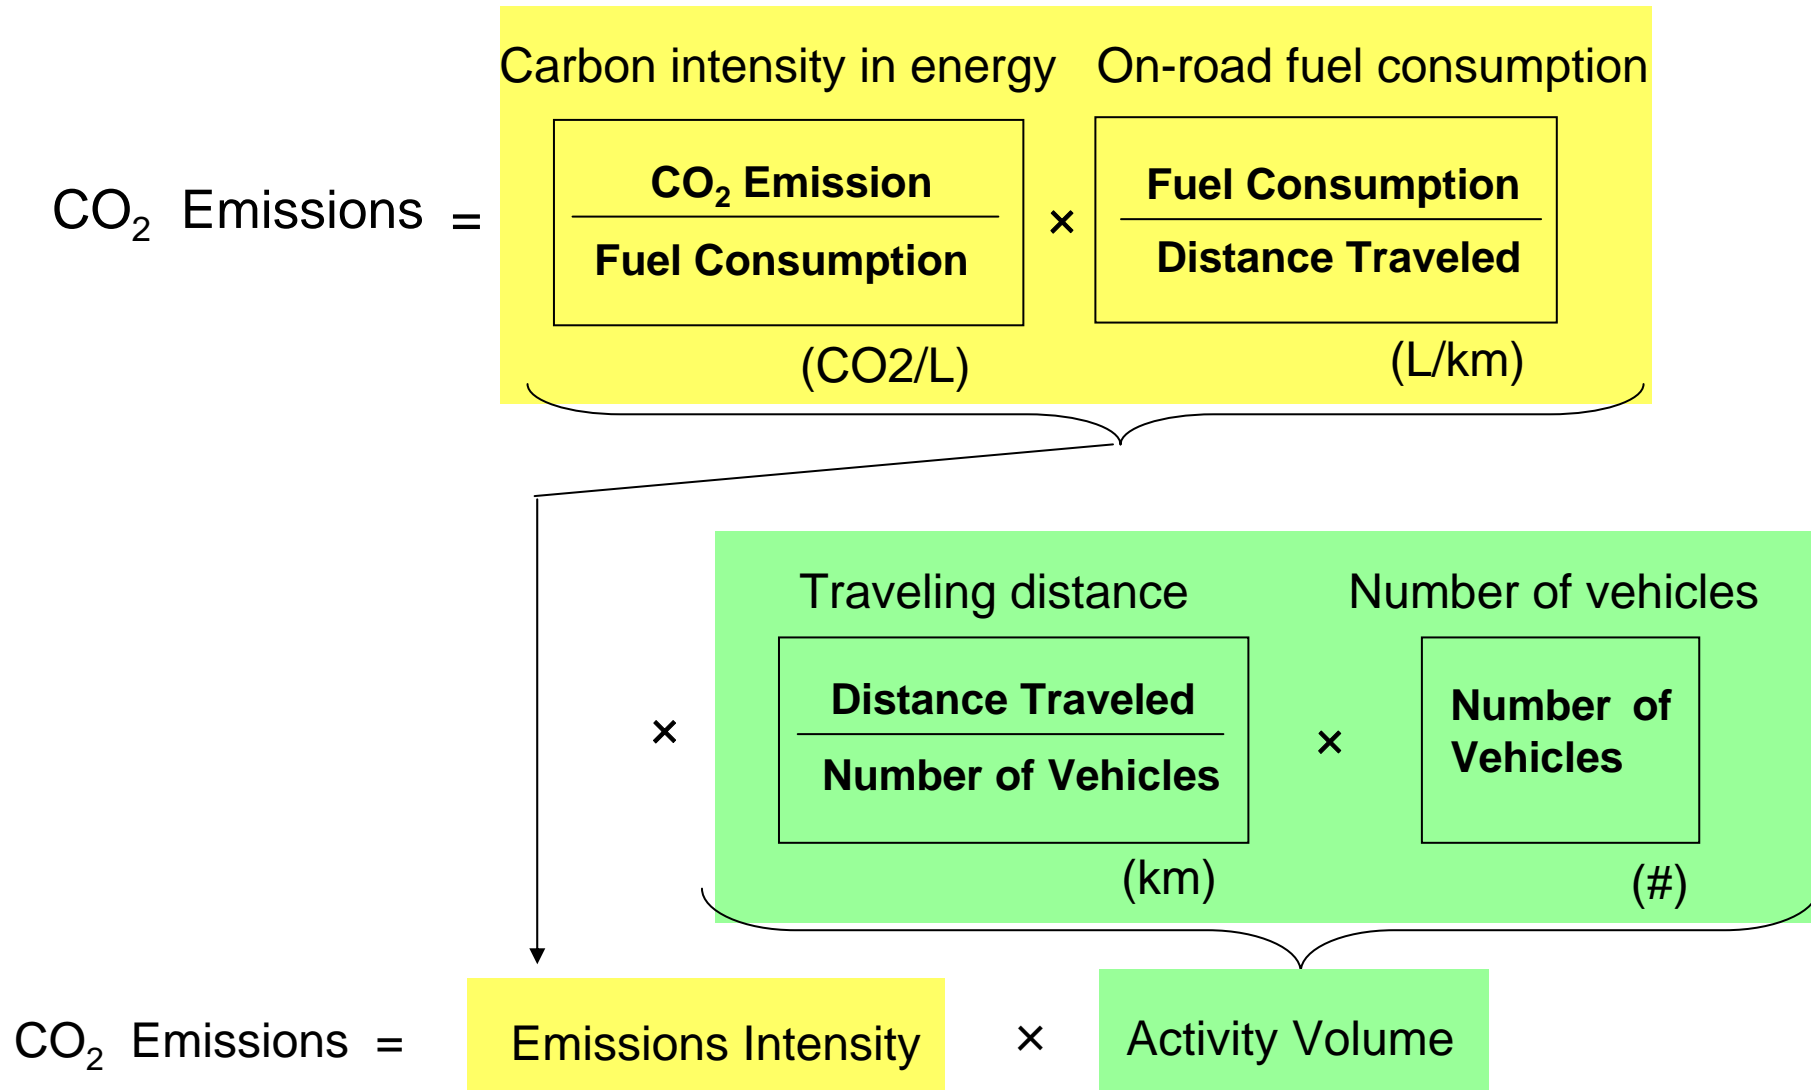 Carbon intensity in energy On-road fuel consumption
CO₂ Emissions = CO₂ Emission / Fuel Consumption × Fuel Consumption / Distance Traveled
(CO2/L) (L/km)
Traveling distance Number of vehicles
× Distance Traveled / Number of Vehicles × Number of
Vehicles
(km) (#)
CO₂ Emissions = Emissions Intensity × Activity Volume